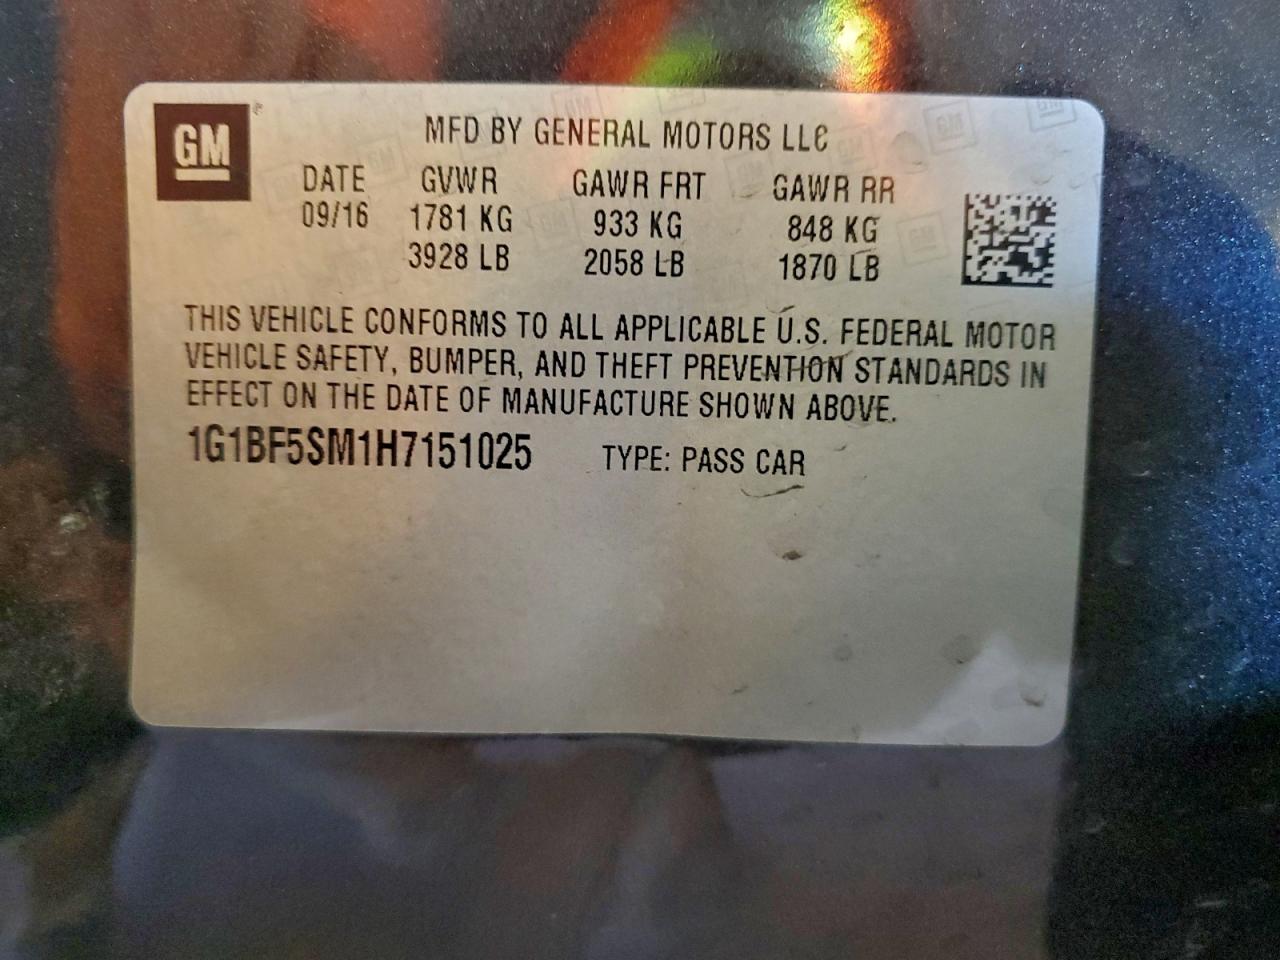 GM
MFD BY GENERAL MOTORS LLC
DATE GVWR GAWR FRT GAWR RR
09/16 1781 KG 933 KG 848 KG
3928 LB 2058 LB 1870 LB
THIS VEHICLE CONFORMS TO ALL APPLICABLE U.S. FEDERAL MOTOR
VEHICLE SAFETY, BUMPER, AND THEFT PREVENTION STANDARDS IN
EFFECT ON THE DATE OF MANUFACTURE SHOWN ABOVE.
1G1BF5SM1H7151025 TYPE: PASS CAR